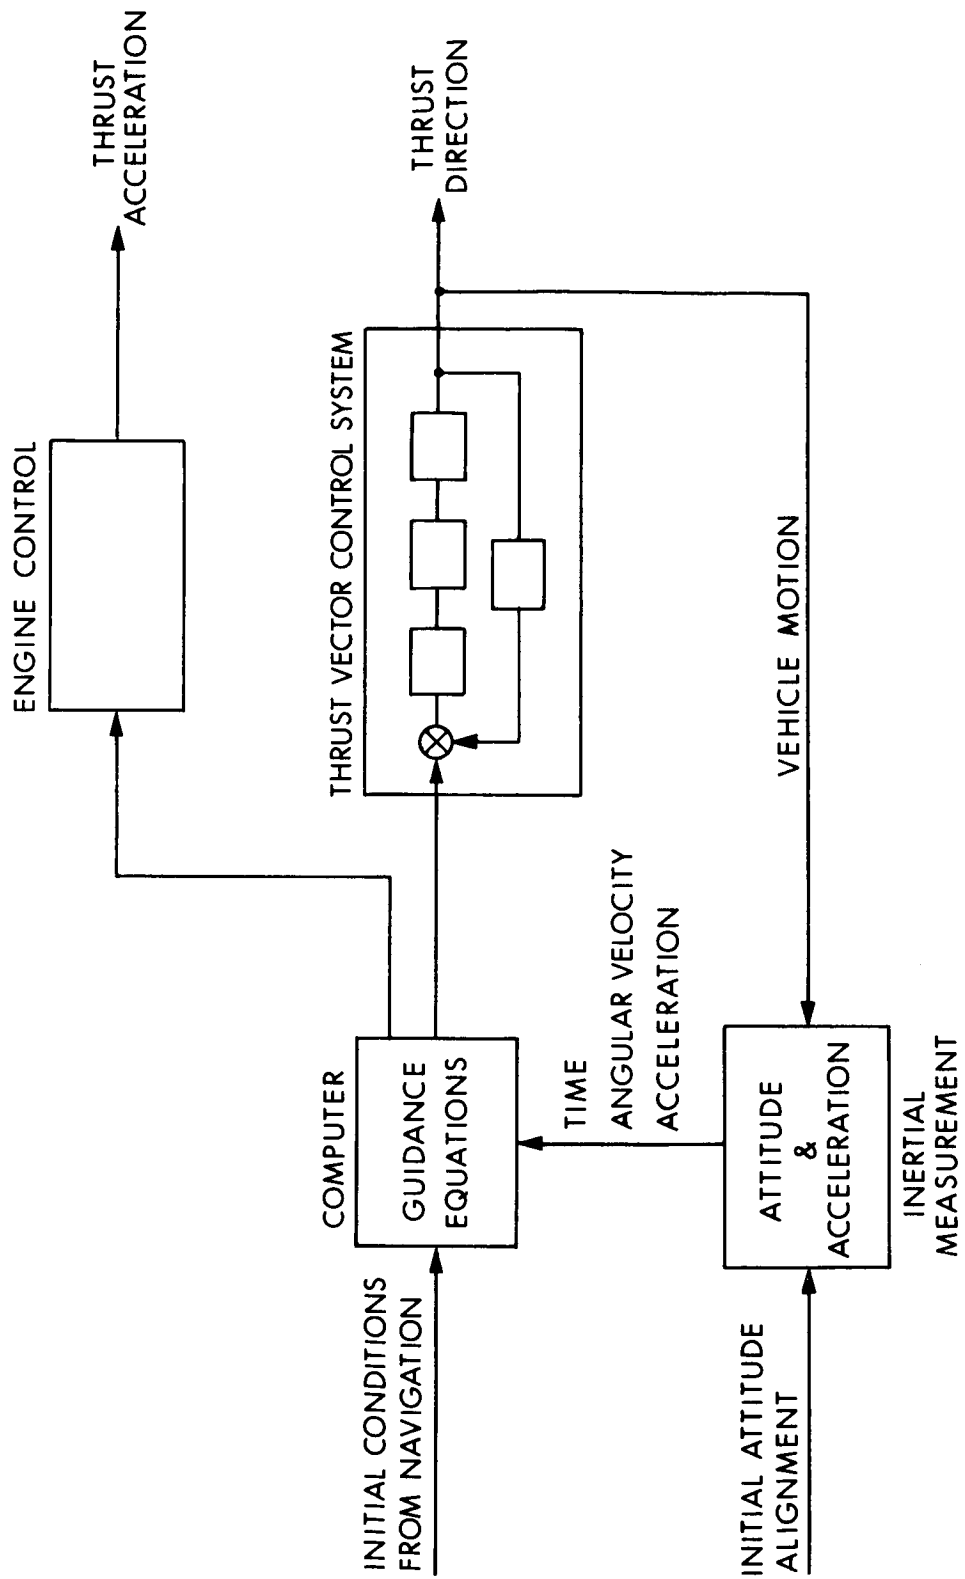 ENGINE CONTROL
THRUST
ACCELERATION
THRUST VECTOR CONTROL SYSTEM
THRUST
DIRECTION
COMPUTER
GUIDANCE
EQUATIONS
INITIAL CONDITIONS
FROM NAVIGATION
TIME
ANGULAR VELOCITY
ACCELERATION
VEHICLE MOTION
INITIAL ATTITUDE
ALIGNMENT
ATTITUDE
&
ACCELERATION
INERTIAL
MEASUREMENT